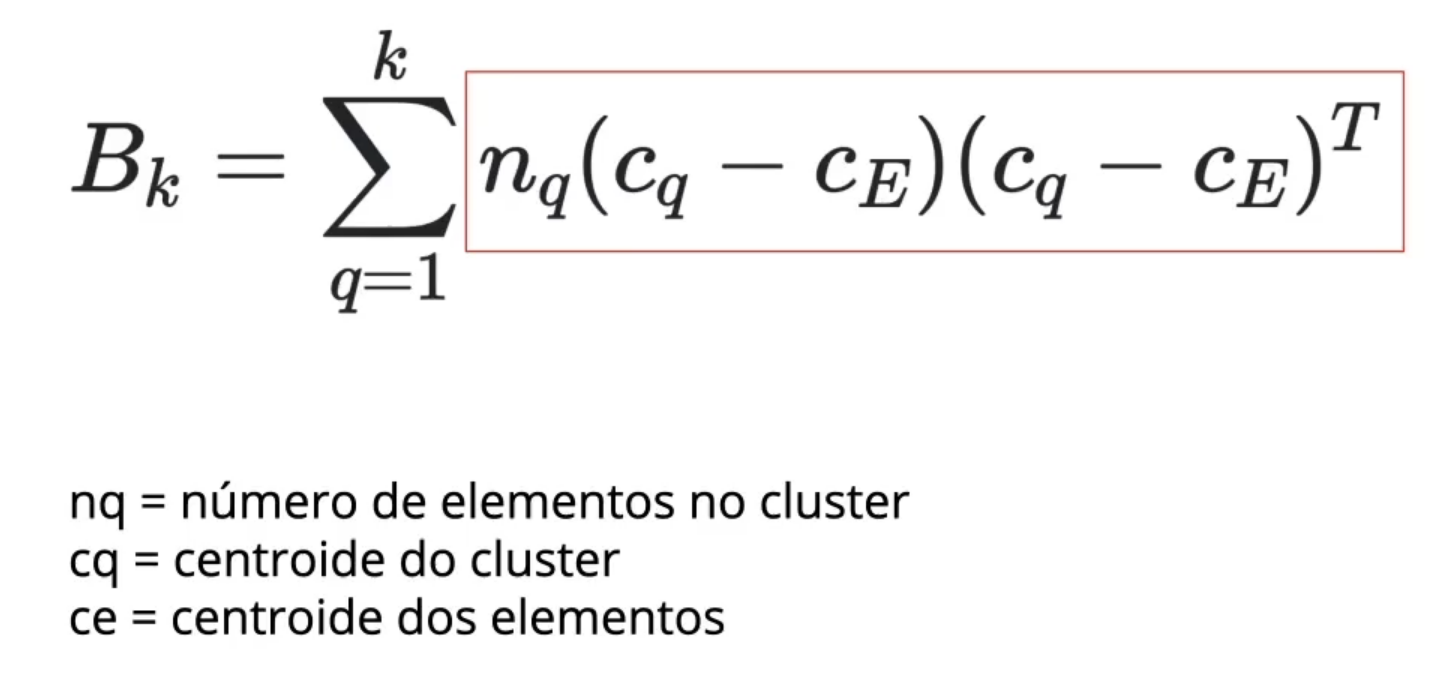 B_k = \sum_{q=1}^{k} n_q(c_q - c_E)(c_q - c_E)^T
nq = número de elementos no cluster
cq = centroide do cluster
ce = centroide dos elementos